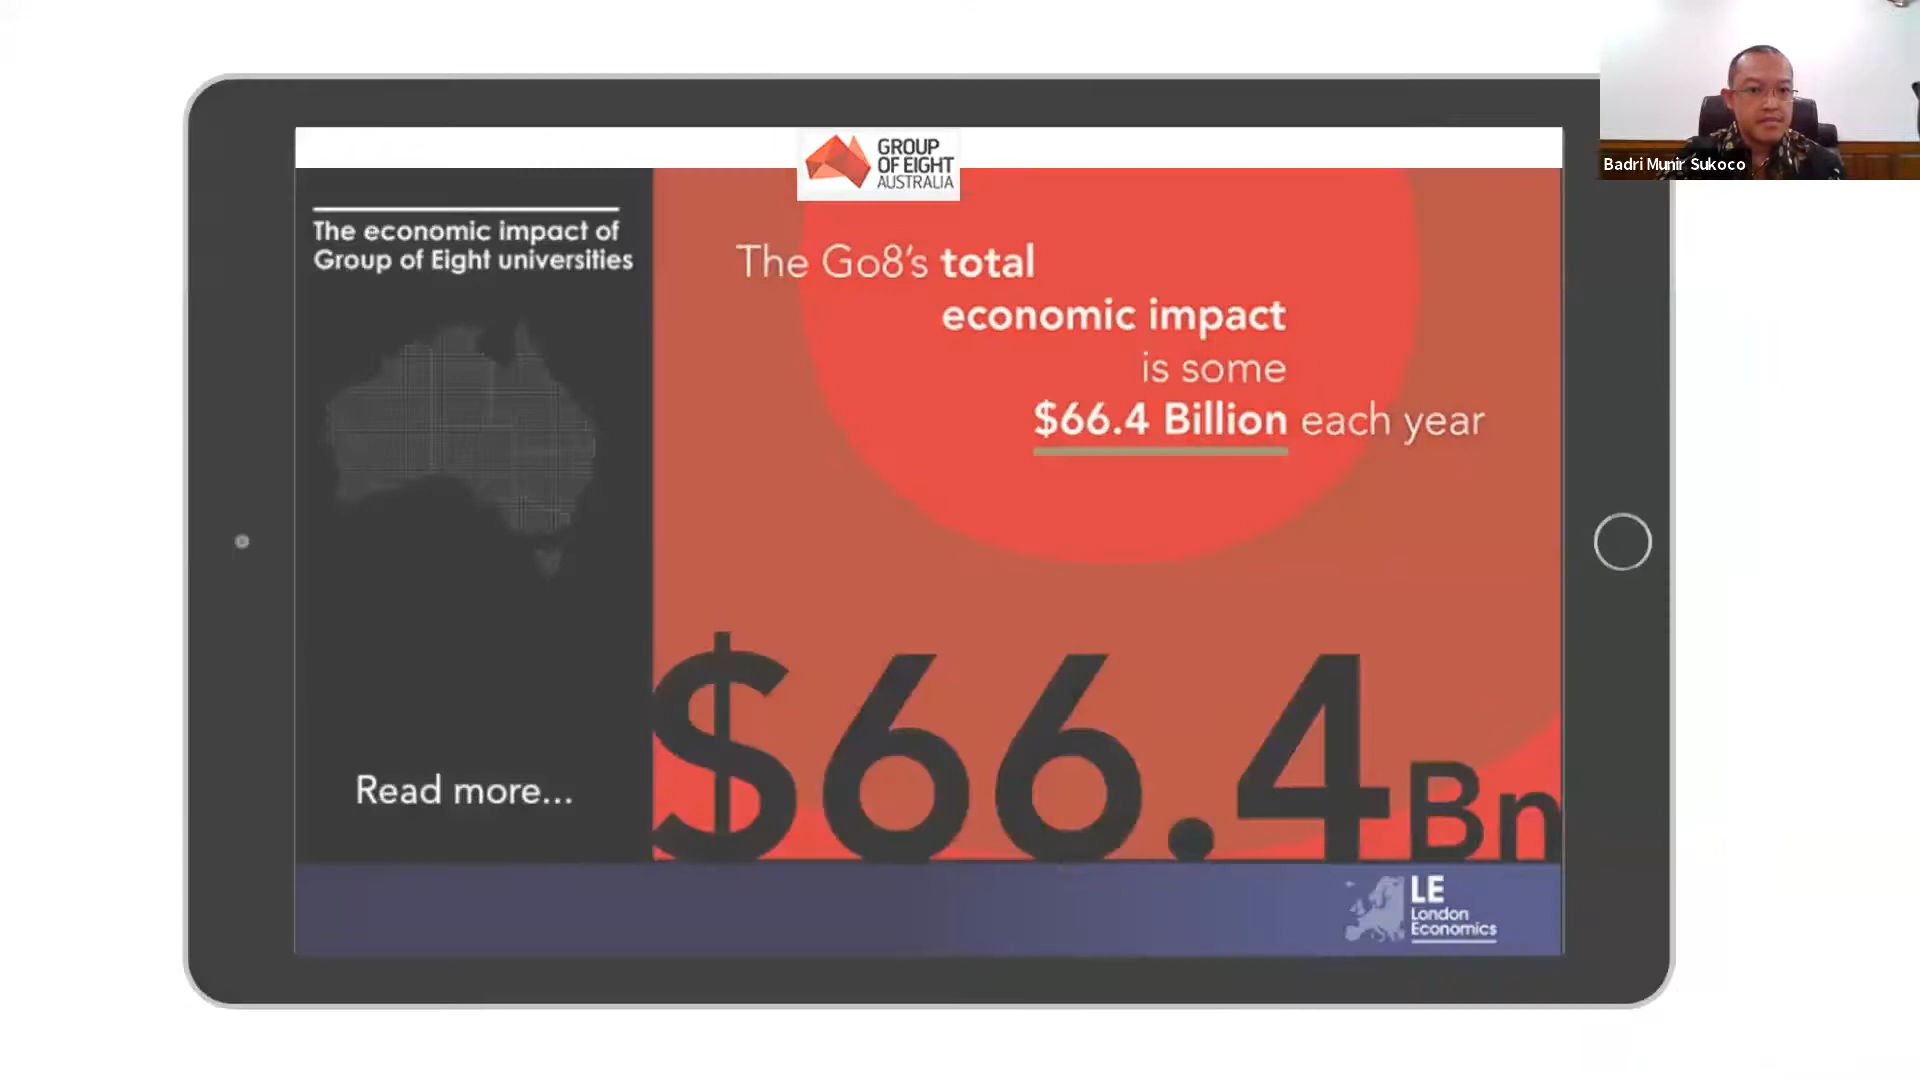 GROUP
OF EIGHT
AUSTRALIA
Badri Munir Sukoco
The economic impact of
Group of Eight universities
The Go8's total
economic impact
is some
$66.4 Billion each year
Read more...
$66.4Bn
LE
London
Economics